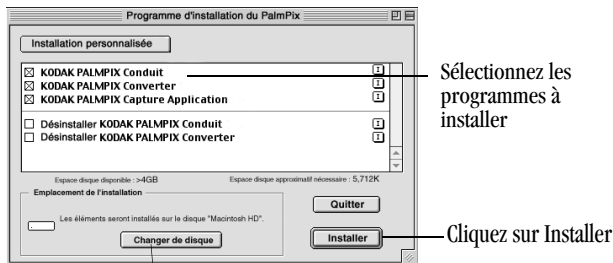 Programme d'installation du PalmPix
Installation personnalisée
KODAK PALMPIX Conduit
KODAK PALMPIX Converter
KODAK PALMPIX Capture Application
Désinstaller KODAK PALMPIX Conduit
Désinstaller KODAK PALMPIX Converter
Espace disque disponible : >4GB Espace disque approximatif nécessaire : 5,712K
Emplacement de l'installation
Les éléments seront installés sur le disque "Macintosh HD".
Changer de disque
Quitter
Installer
Sélectionnez les
programmes à
installer
Cliquez sur Installer